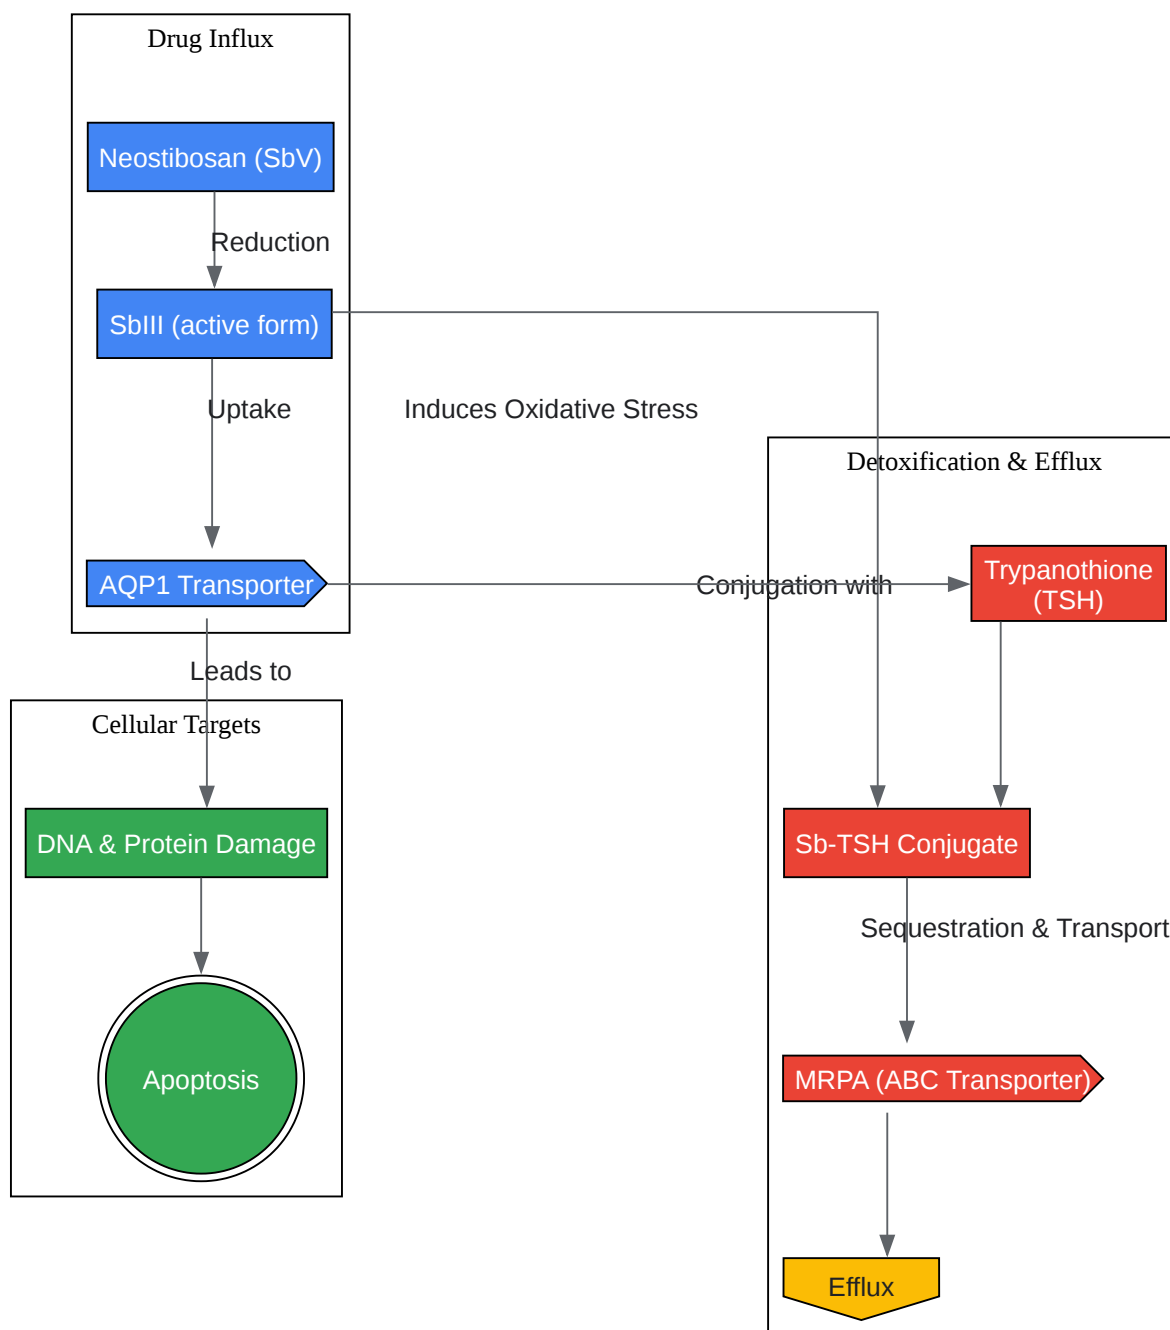 Drug Influx
Neostibosan (SbV)
Reduction
SbIII (active form)
Uptake
Induces Oxidative Stress
Detoxification & Efflux
AQP1 Transporter
Conjugation with
Trypanothione
(TSH)
Leads to
Cellular Targets
DNA & Protein Damage
Sb-TSH Conjugate
Sequestration & Transport
Apoptosis
MRPA (ABC Transporter)
Efflux